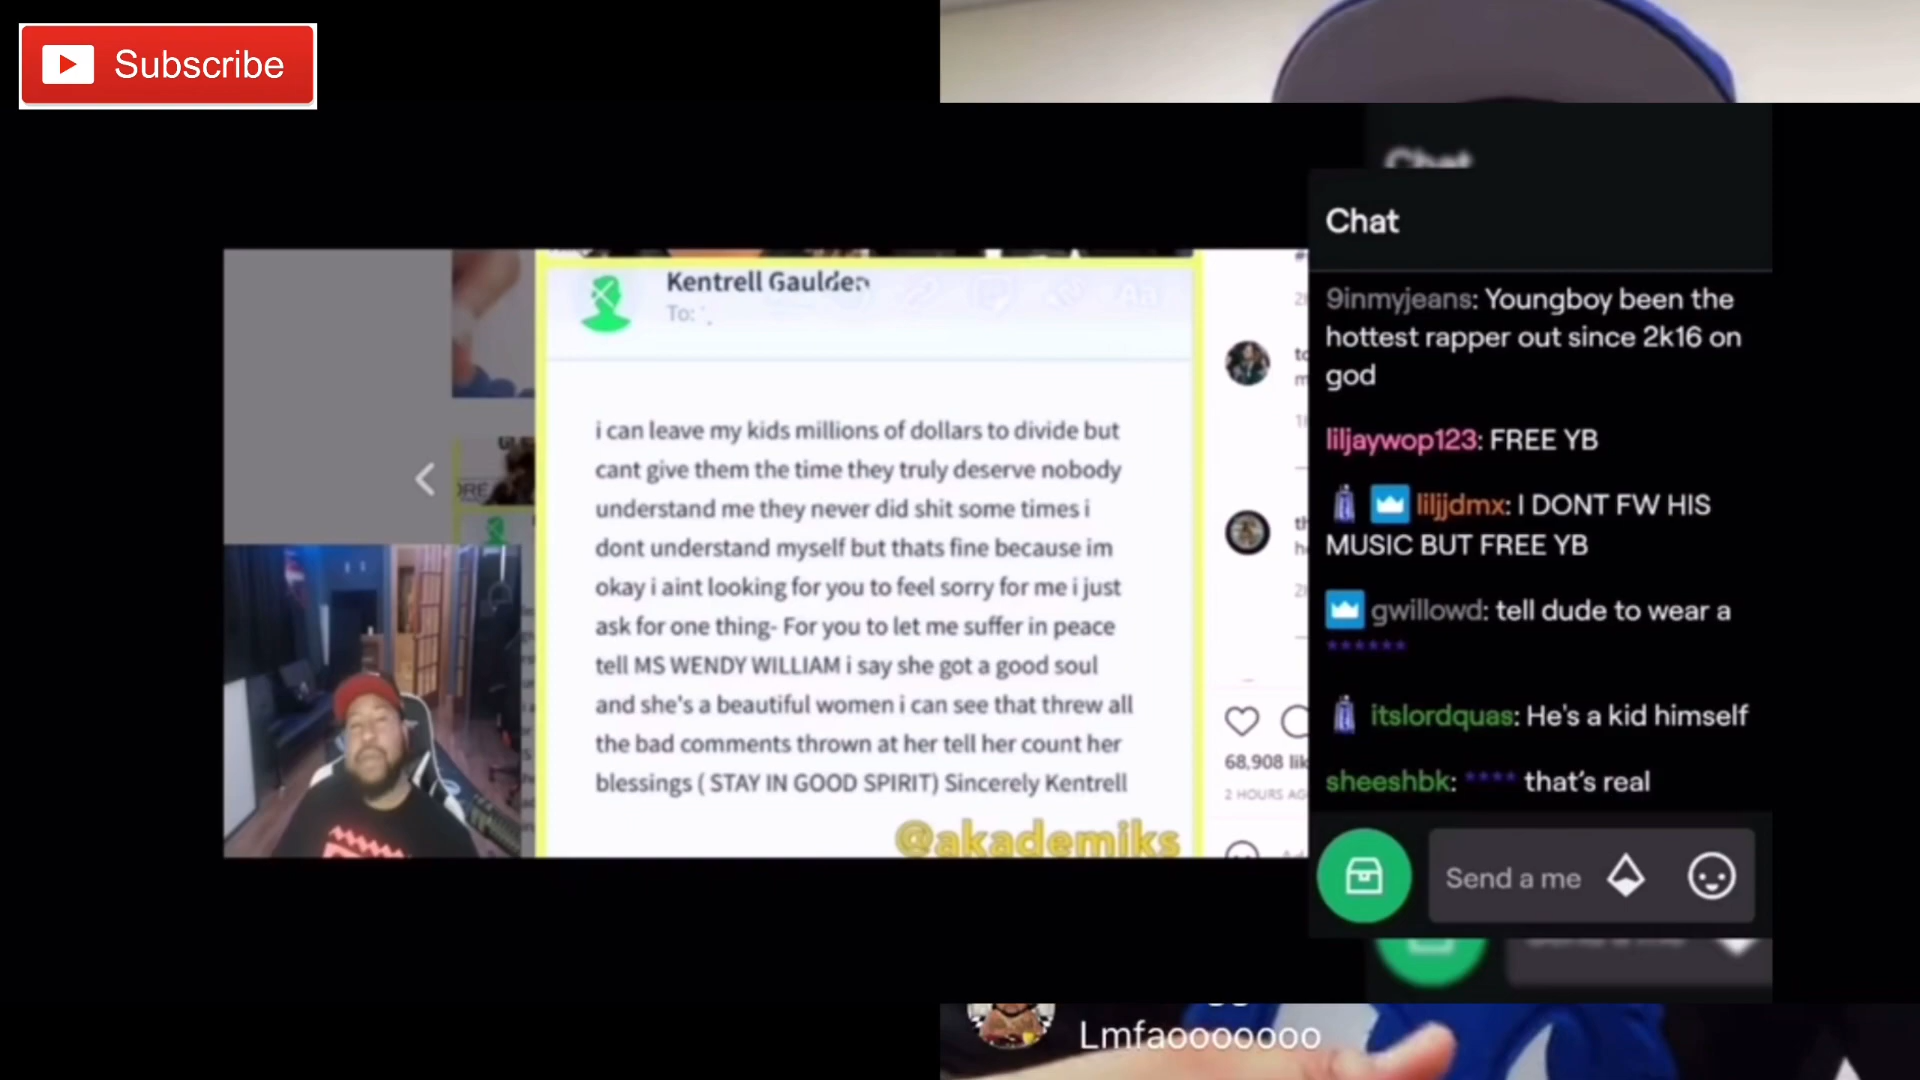 Subscribe
Chat
Chat
Kentrell Gaulden
To:
i can leave my kids millions of dollars to divide but
cant give them the time they truly deserve nobody
understand me they never did shit some times i
dont understand myself but thats fine because im
okay i aint looking for you to feel sorry for me i just
ask for one thing- For you to let me suffer in peace
tell MS WENDY WILLIAM i say she got a good soul
and she's a beautiful women i can see that threw all
the bad comments thrown at her tell her count her
blessings ( STAY IN GOOD SPIRIT) Sincerely Kentrell
@akademiks
68,908 lik
2 HOURS AG
9inmyjeans: Youngboy been the
hottest rapper out since 2k16 on
god
liljaywop123: FREE YB
liljjdmx: I DONT FW HIS
MUSIC BUT FREE YB
gwillowd: tell dude to wear a
******
itslordquas: He's a kid himself
sheeshbk: **** that's real
Send a me
Lmfaooooooo